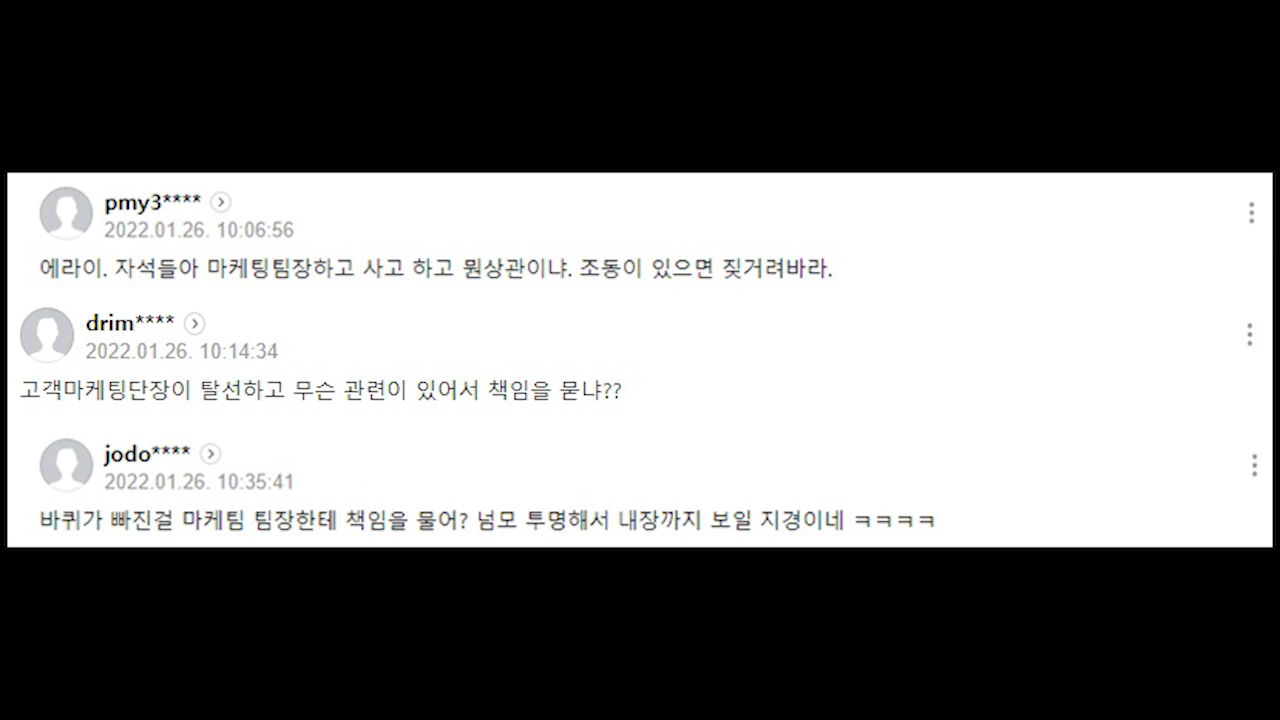 pmy3****
2022.01.26. 10:06:56
에라이. 자석들아 마케팅팀장하고 사고 하고 뭔상관이냐. 조동이 있으면 짖거려바라.
drim****
2022.01.26. 10:14:34
고객마케팅단장이 탈선하고 무슨 관련이 있어서 책임을 묻냐??
jodo****
2022.01.26. 10:35:41
바퀴가 빠진걸 마케팀 팀장한테 책임을 물어? 넘모 투명해서 내장까지 보일 지경이네 ㅋㅋㅋㅋ